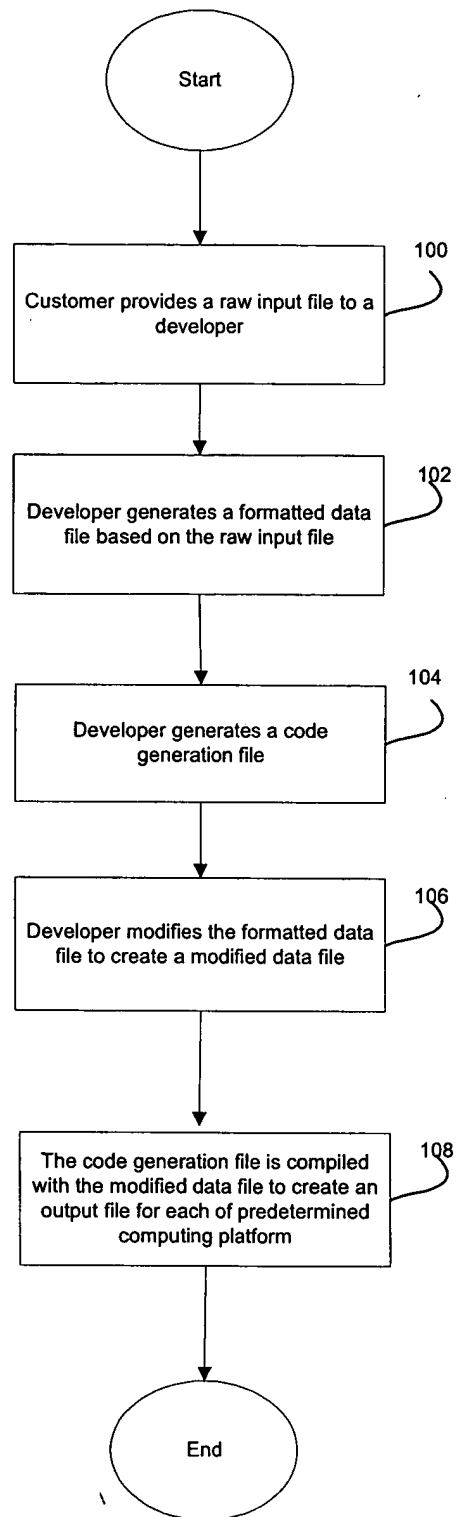 Start
100
Customer provides a raw input file to a
developer
102
Developer generates a formatted data
file based on the raw input file
104
Developer generates a code
generation file
106
Developer modifies the formatted data
file to create a modified data file
108
The code generation file is compiled
with the modified data file to create an
output file for each of predetermined
computing platform
End